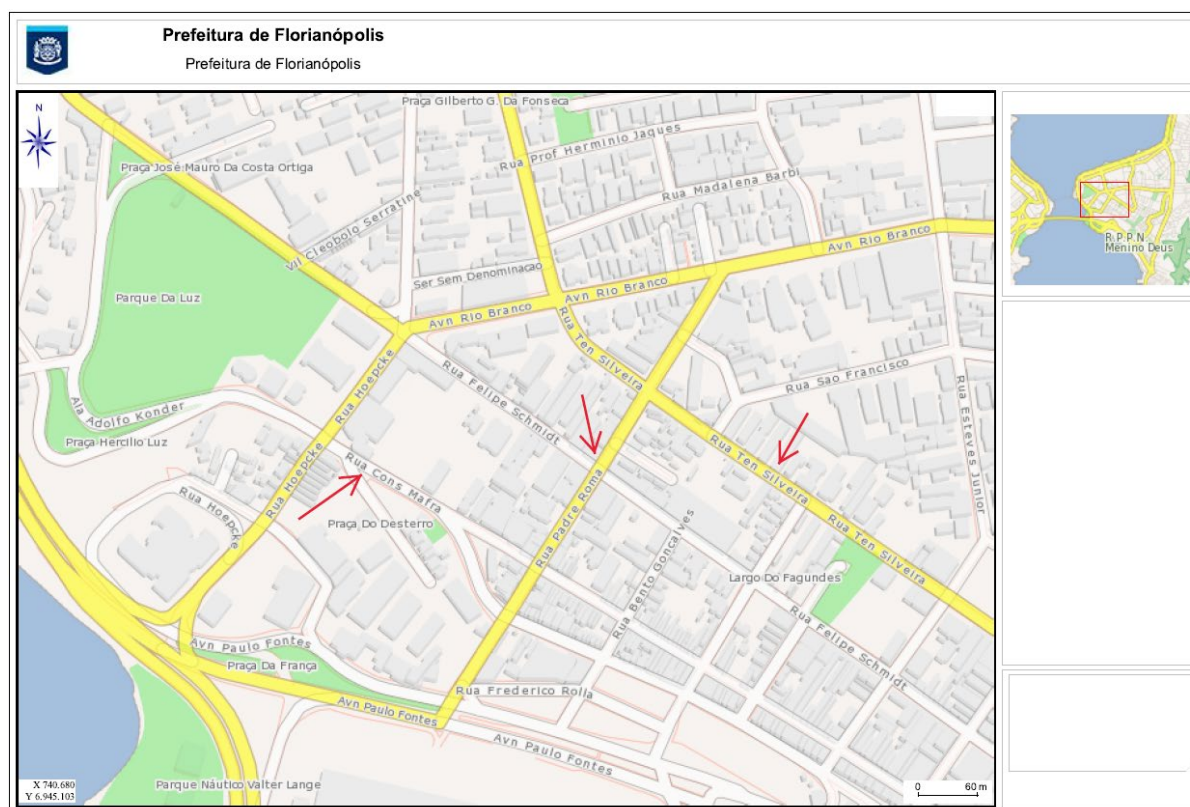 Prefeitura de Florianópolis
Prefeitura de Florianópolis
N
Praça Gilberto G. Da Fonseca
Rua Prof Herminio Jaques
Praça José Mauro Da Costa Ortiga
Rua Madalena Barbi
Vil Cleobolo Serratine
Avn Rio Branco
R.P.P.N.
Menino Deus
Ser Sem Denominacao
Parque Da Luz
Avn Rio Branco
Avn Rio Branco
Rua Ten Silveira
Rua Hoepcke
Rua Felipe Schmidt
Rua Sao Francisco
Rua Esteves Junior
Ala Adolfo Konder
Praça Hercilio Luz
Rua Hoepcke
Rua Cons Mafra
Rua Ten Silveira
Rua Hoepcke
Praça Do Desterro
Rua Padre Roma
Rua Bento Goncalves
Rua Ten Silveira
Largo Do Fagundes
Rua Felipe Schmidt
Avn Paulo Fontes
Praça Da França
Rua Frederico Rolla
Avn Paulo Fontes
Avn Paulo Fontes
Parque Náutico Valter Lange
X 740.680
Y 6.945.103
0 60 m